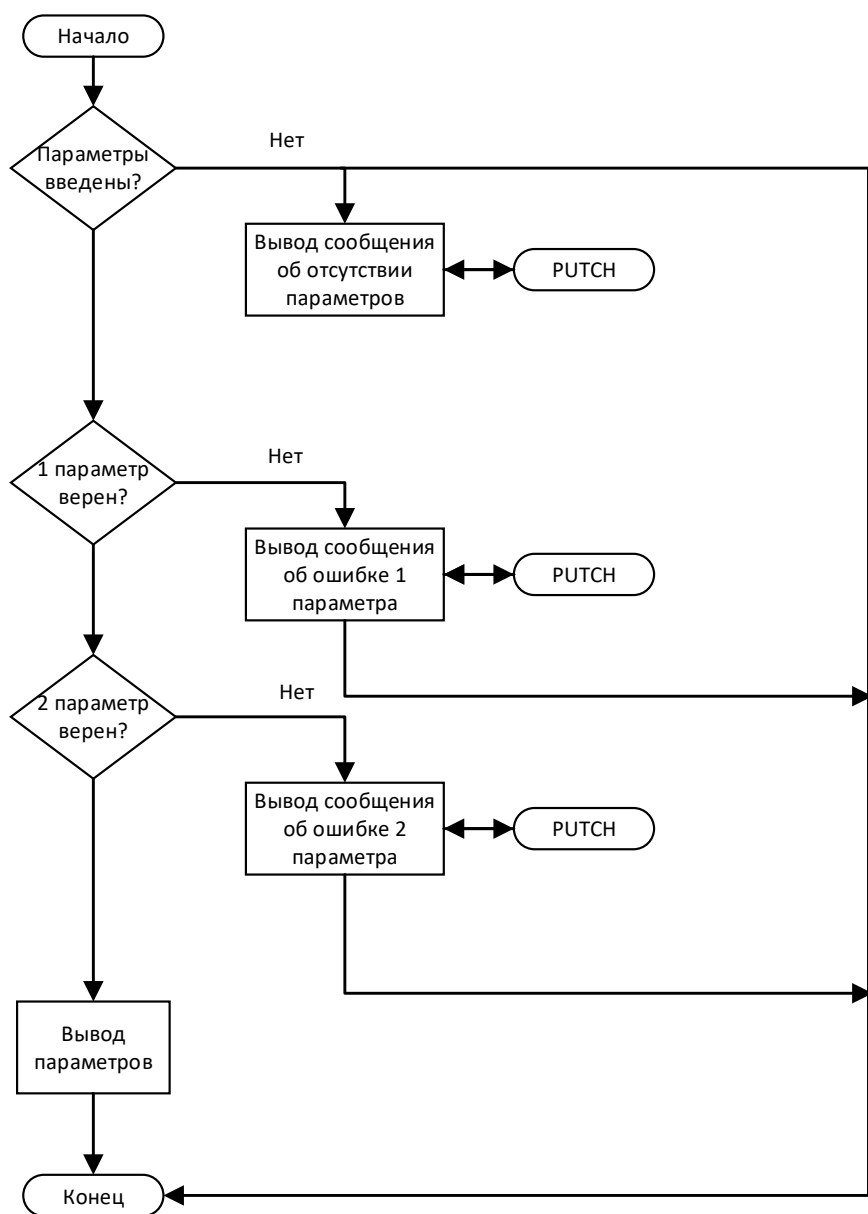 Начало
Нет
Параметры
введены?
Вывод сообщения
об отсутствии
параметров
PUTCH
Нет
1 параметр
верен?
Вывод сообщения
об ошибке 1
параметра
PUTCH
Нет
2 параметр
верен?
Вывод сообщения
об ошибке 2
параметра
PUTCH
Вывод
параметров
Конец